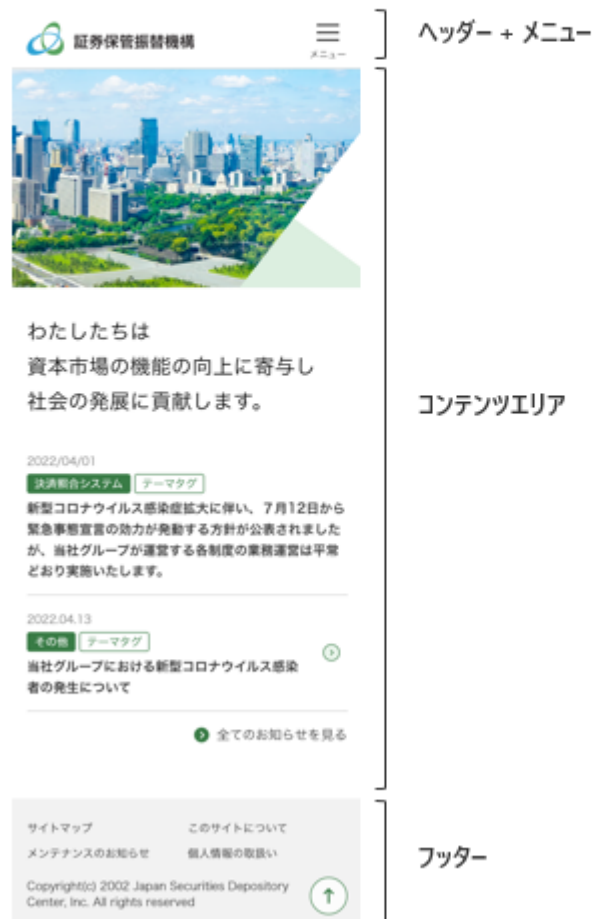 証券保管振替機構
メニュー
ヘッダー + メニュー
わたしたちは
資本市場の機能の向上に寄与し
社会の発展に貢献します。
コンテンツエリア
2022/04/01
決済照合システム テーマタグ
新型コロナウイルス感染症拡大に伴い、7月12日から
緊急事態宣言の効力が発動する方針が公表されました
が、当社グループが運営する各制度の業務運営は平常
どおり実施いたします。
2022.04.13
その他 テーマタグ
当社グループにおける新型コロナウイルス感染
者の発生について
全てのお知らせを見る
サイトマップ このサイトについて
メンテナンスのお知らせ 個人情報の取扱い
フッター
Copyright(c) 2002 Japan Securities Depository
Center, Inc. All rights reserved